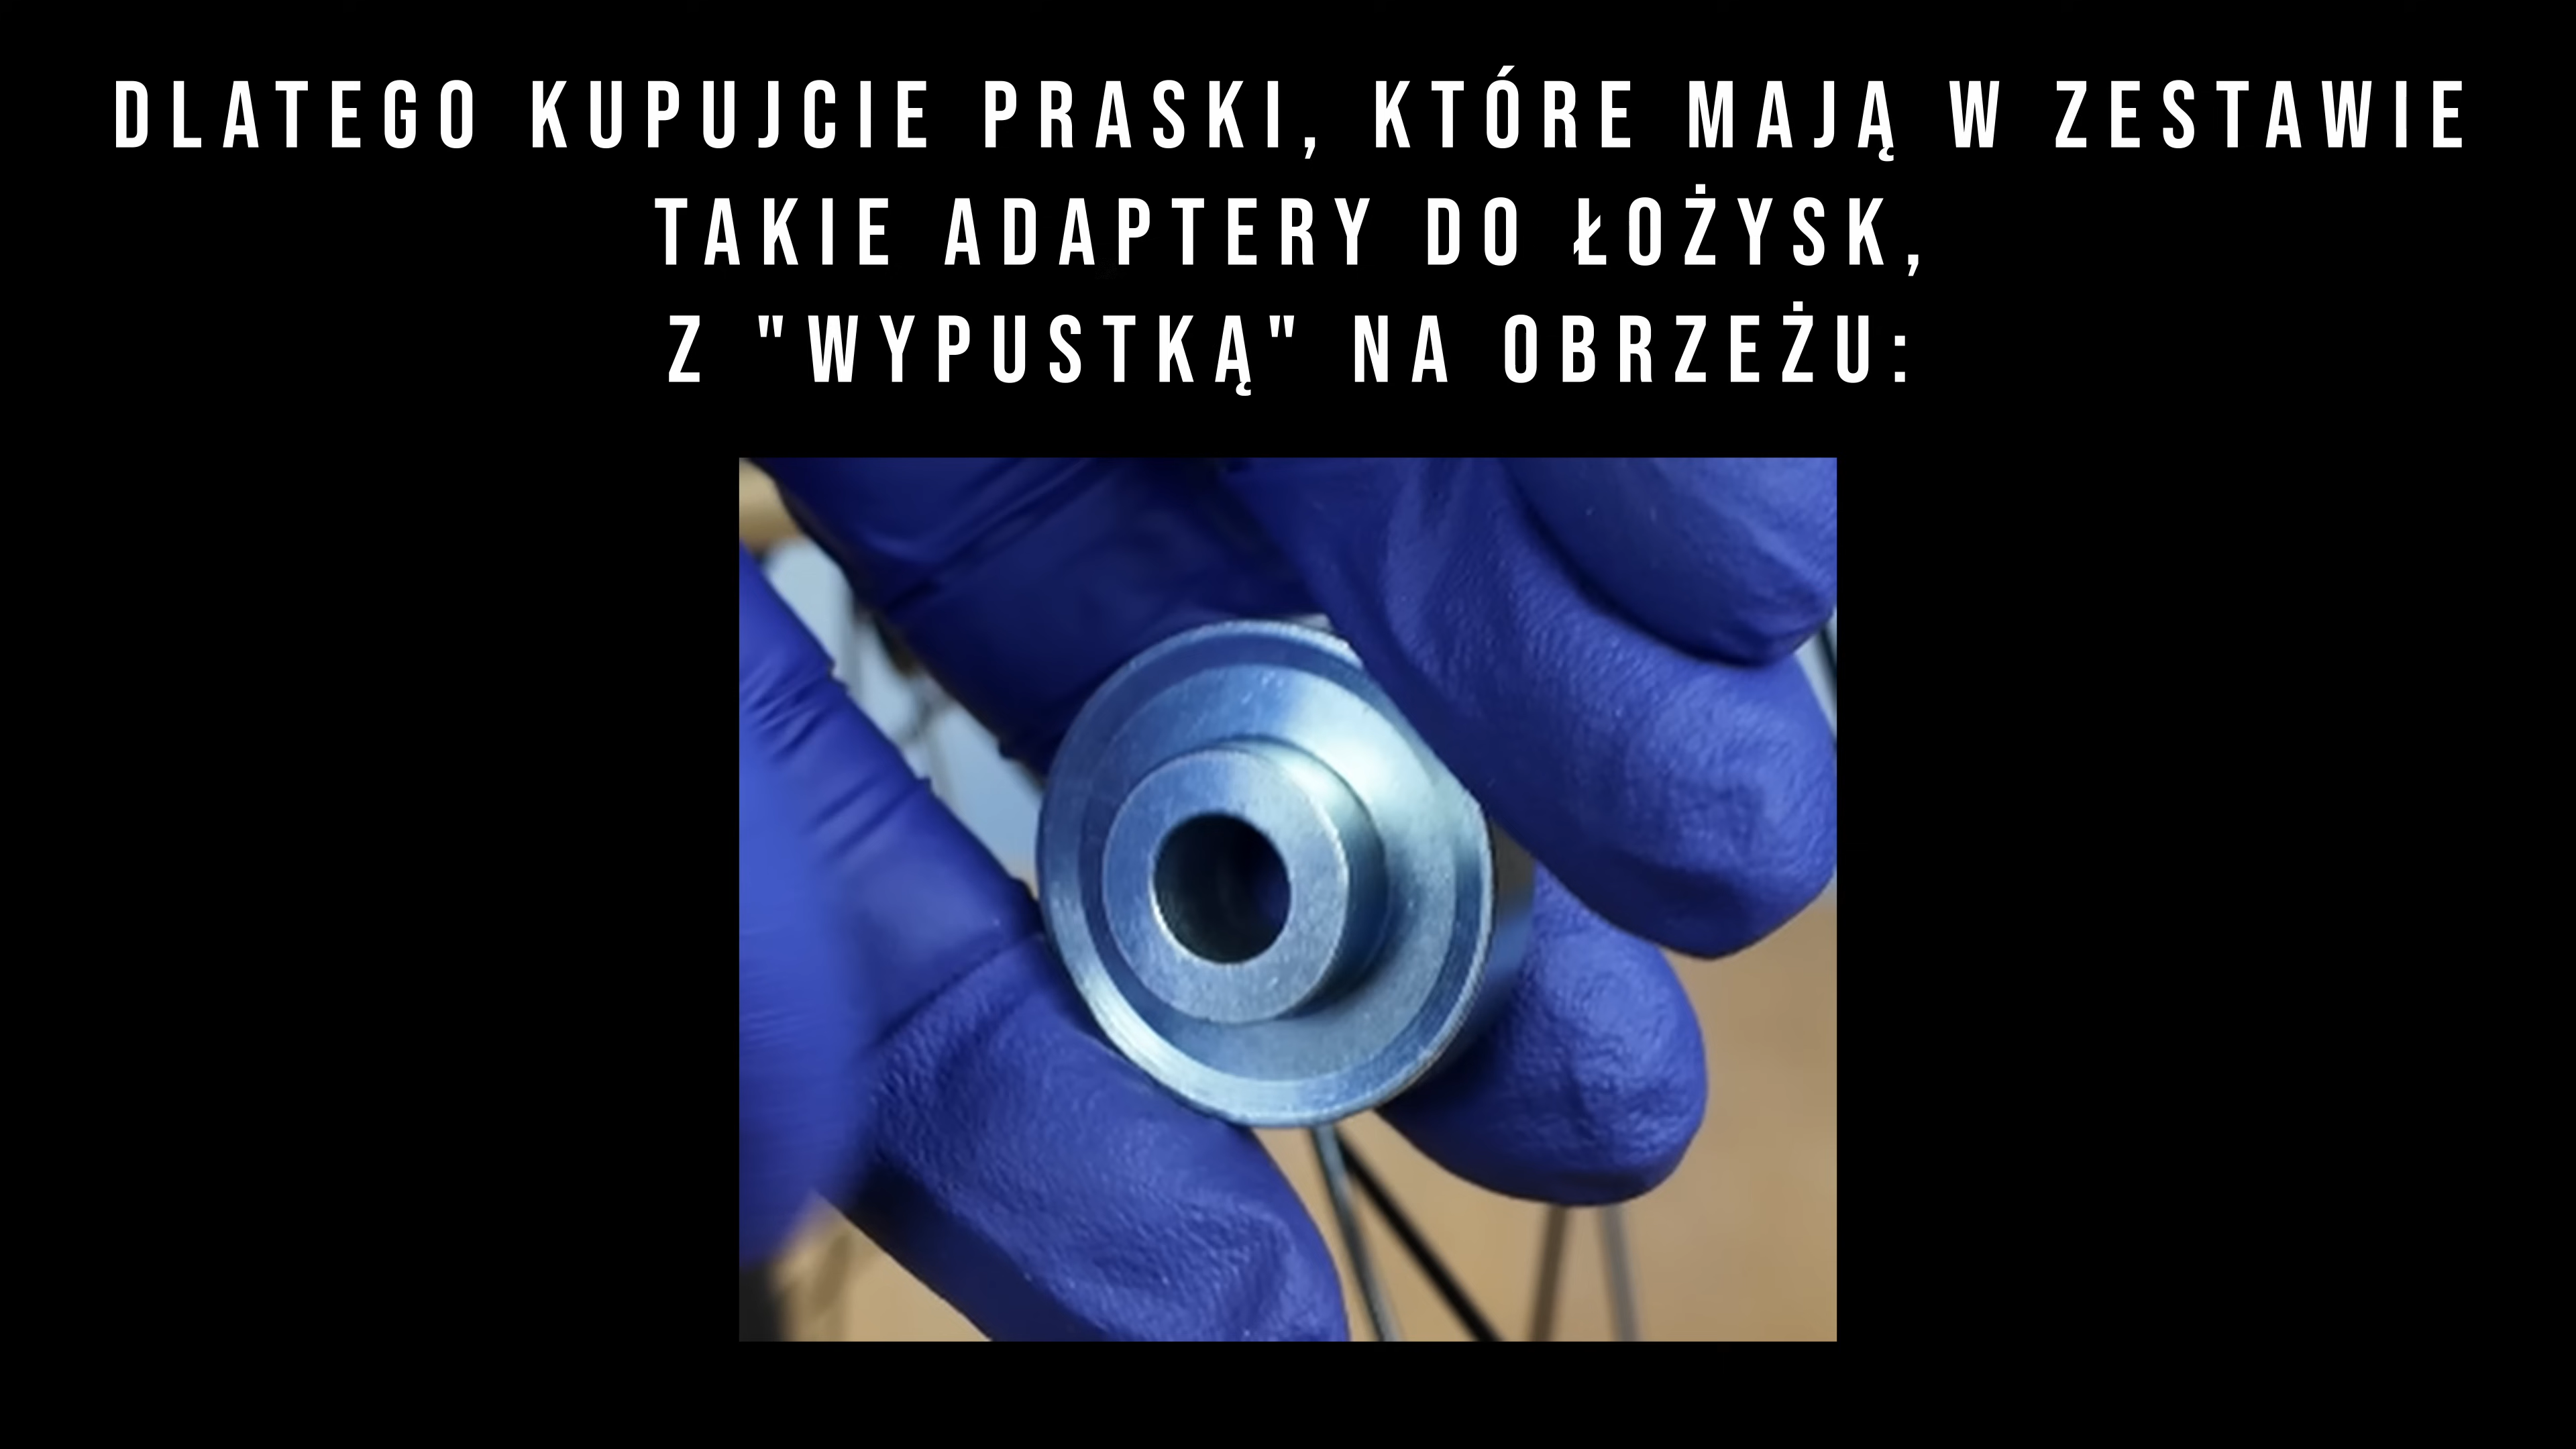 DLATEGO KUPUJCIE PRASKI, KTÓRE MAJĄ W ZESTAWIE
TAKIE ADAPTERY DO ŁOŻYSK,
Z "WYPUSTKĄ" NA OBRZEŻU: